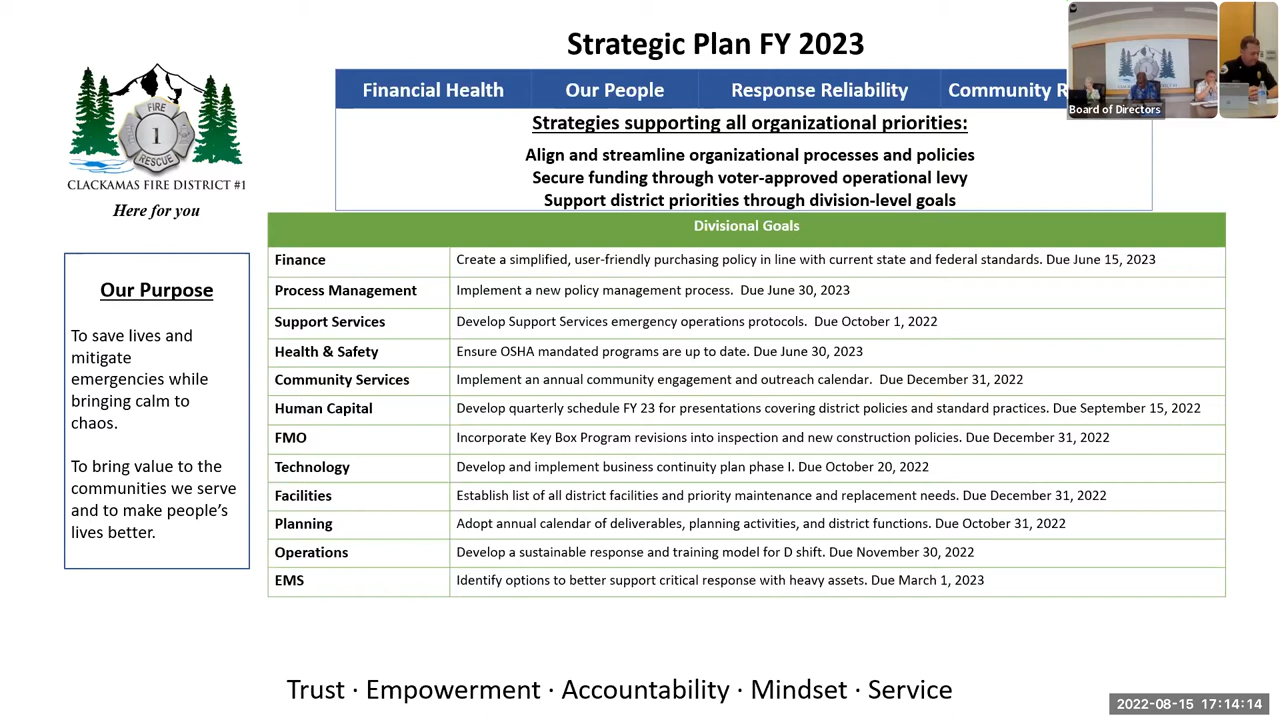 Strategic Plan FY 2023
Financial Health Our People Response Reliability Community
Board of Directors
Strategies supporting all organizational priorities:
Align and streamline organizational processes and policies
Secure funding through voter-approved operational levy
Support district priorities through division-level goals
FIRE
1
RESCUE
CLACKAMAS FIRE DISTRICT #1
Here for you
Our Purpose
To save lives and
mitigate
emergencies while
bringing calm to
chaos.
To bring value to the
communities we serve
and to make people's
lives better.
Divisional Goals
Finance Create a simplified, user-friendly purchasing policy in line with current state and federal standards. Due June 15, 2023
Process Management Implement a new policy management process. Due June 30, 2023
Support Services Develop Support Services emergency operations protocols. Due October 1, 2022
Health & Safety Ensure OSHA mandated programs are up to date. Due June 30, 2023
Community Services Implement an annual community engagement and outreach calendar. Due December 31, 2022
Human Capital Develop quarterly schedule FY 23 for presentations covering district policies and standard practices. Due September 15, 2022
FMO Incorporate Key Box Program revisions into inspection and new construction policies. Due December 31, 2022
Technology Develop and implement business continuity plan phase I. Due October 20, 2022
Facilities Establish list of all district facilities and priority maintenance and replacement needs. Due December 31, 2022
Planning Adopt annual calendar of deliverables, planning activities, and district functions. Due October 31, 2022
Operations Develop a sustainable response and training model for D shift. Due November 30, 2022
EMS Identify options to better support critical response with heavy assets. Due March 1, 2023
Trust · Empowerment · Accountability · Mindset · Service
2022-08-15 17:14:14